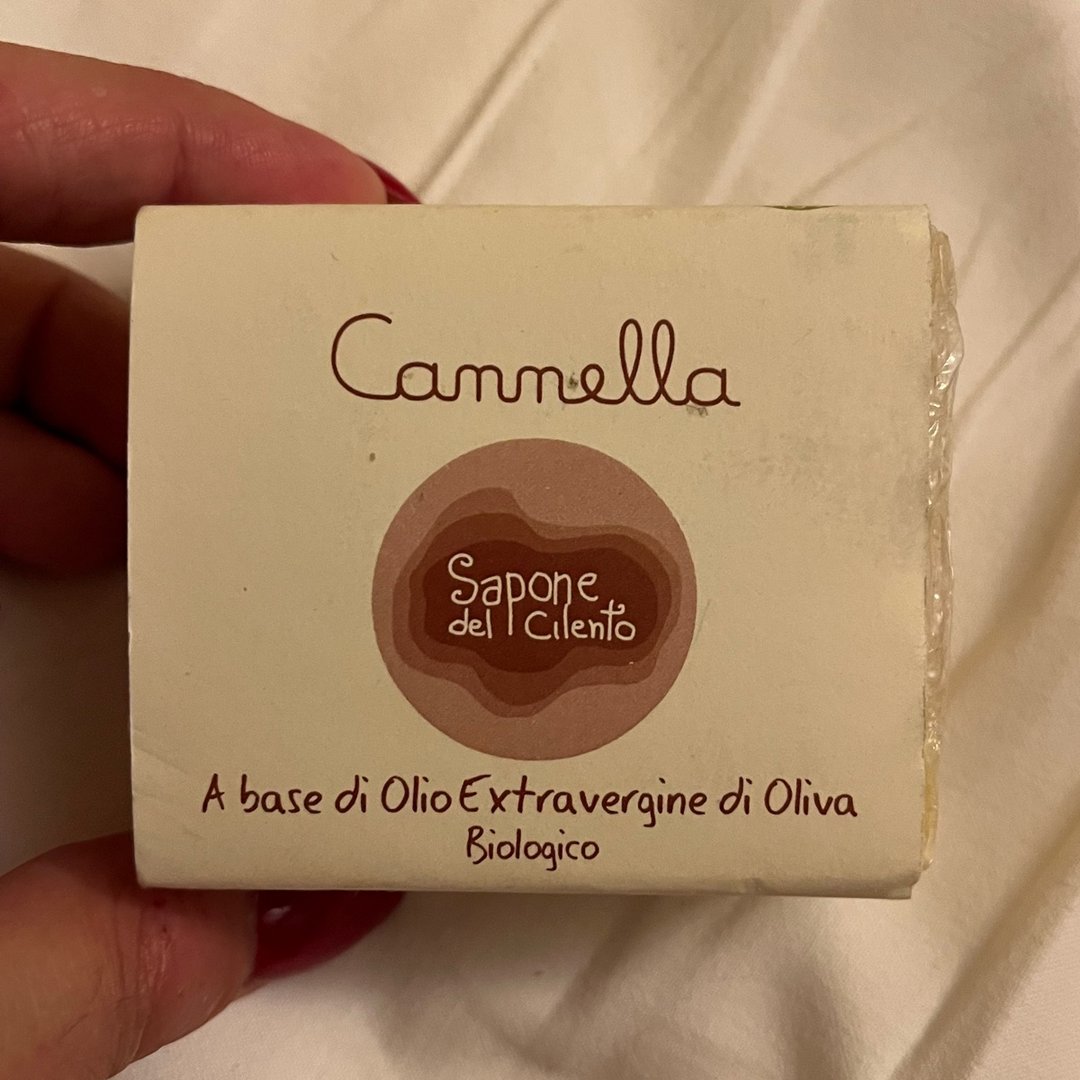 Cannella
Sapone
del Cilento
A base di Olio Extravergine di Oliva
Biologico